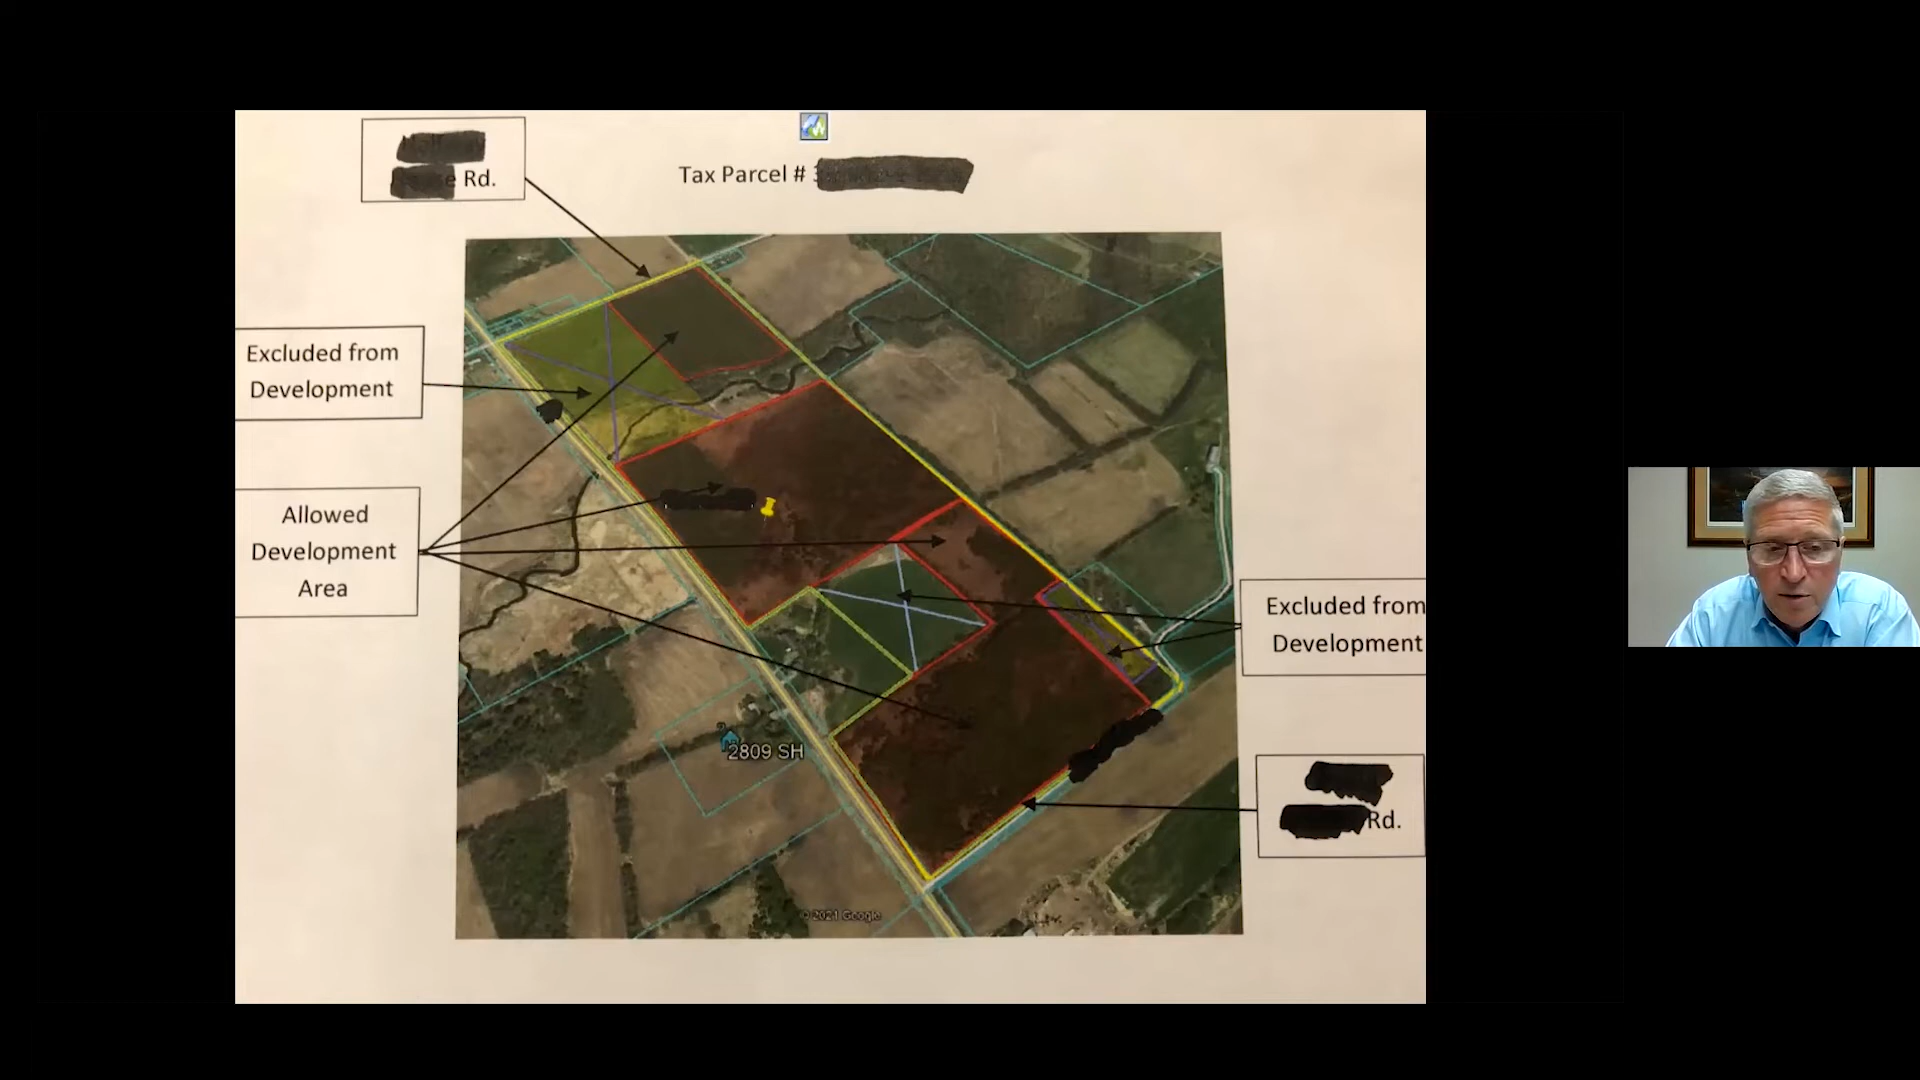 Rd.
Tax Parcel #
Excluded from
Development
Allowed
Development
Area
Excluded from
Development
2809 SH
Rd.
© 2021 Google